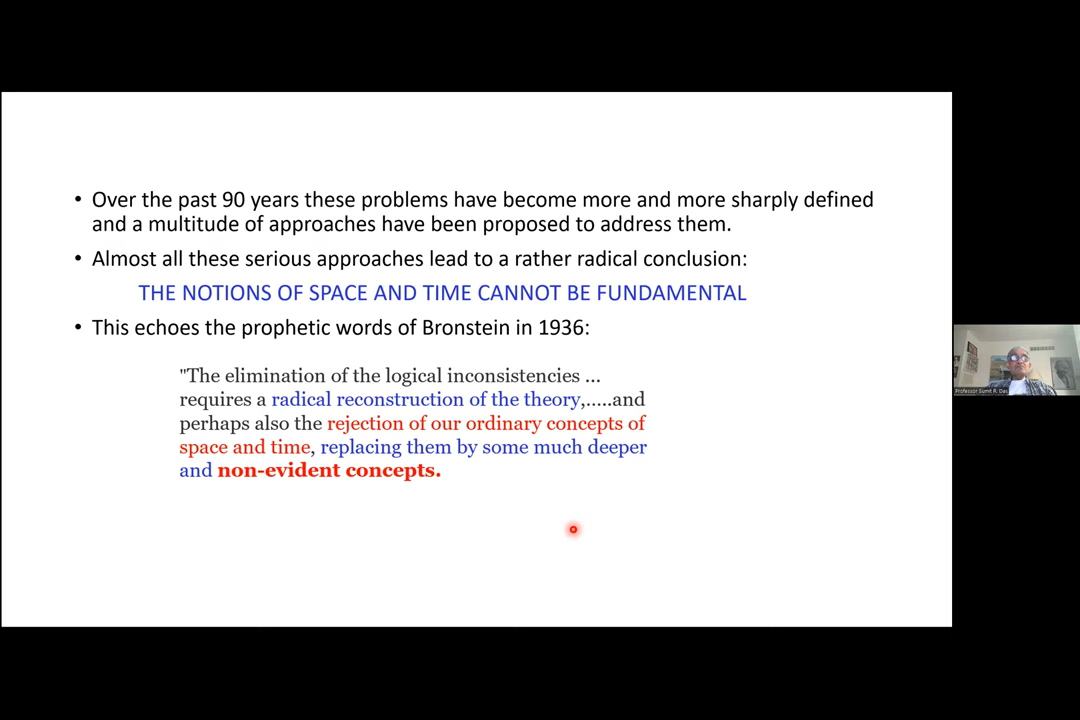 • Over the past 90 years these problems have become more and more sharply defined
and a multitude of approaches have been proposed to address them.
• Almost all these serious approaches lead to a rather radical conclusion:
THE NOTIONS OF SPACE AND TIME CANNOT BE FUNDAMENTAL
• This echoes the prophetic words of Bronstein in 1936:
"The elimination of the logical inconsistencies ...
requires a radical reconstruction of the theory,.....and
perhaps also the rejection of our ordinary concepts of
space and time, replacing them by some much deeper
and non-evident concepts.
Professor Sumit R. Das